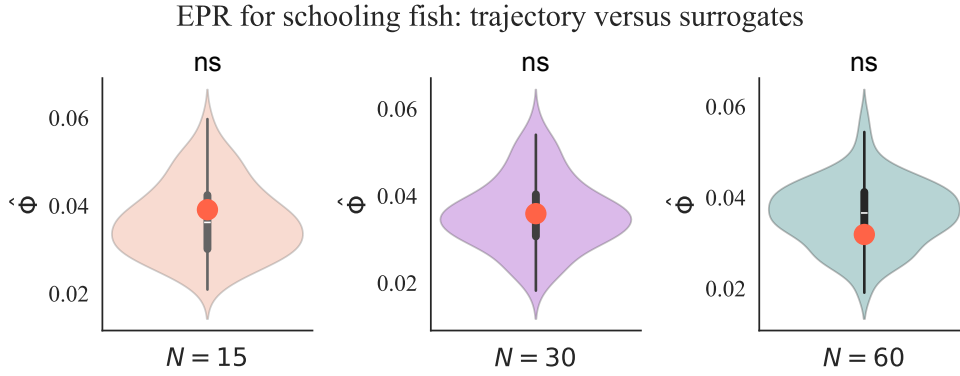 EPR for schooling fish: trajectory versus surrogates
ns
ns
ns
0.06
0.04
0.02
Φ̂
N = 15
0.06
0.04
0.02
Φ̂
N = 30
0.06
0.04
0.02
Φ̂
N = 60